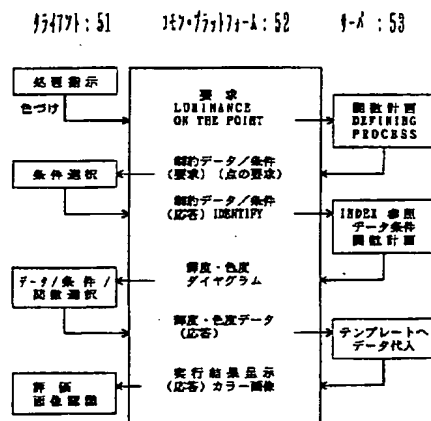 クライアント: 51
コモン・プラットフォーム: 52
サーバ: 53
処理指示
色づけ
要求
LUMINANCE
ON THE POINT
関数計画
DEFINING
PROCESS
制約データ/条件
(要求) (点の要求)
条件選択
制約データ/条件
(応答) IDENTIFY
INDEX 参照
データ条件
関数計画
輝度・色度
ダイヤグラム
データ/条件/
関数選択
輝度・色度データ
(応答)
テンプレートへ
データ代入
実行結果呈示
(応答) カラー画像
評価
画像認識